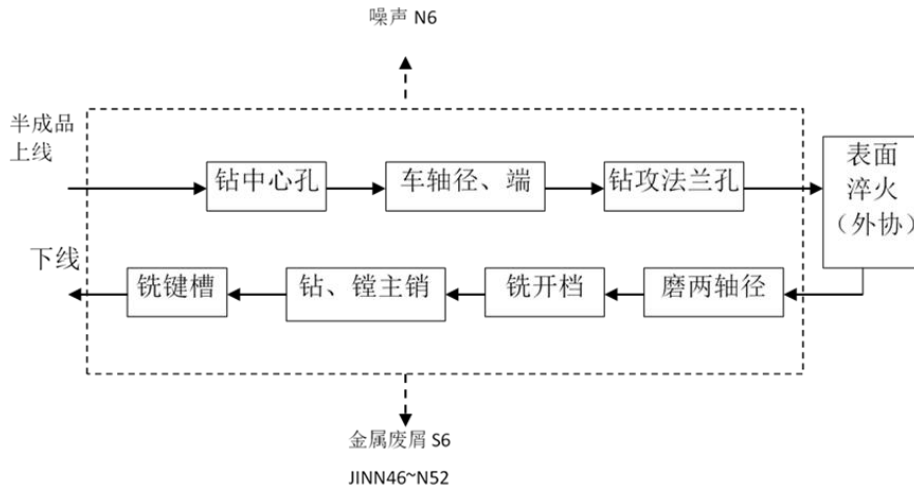 噪声 N6
半成品
上线
钻中心孔
车轴径、端
钻攻法兰孔
表面
淬火
（外协）
下线
铣键槽
钻、镗主销
铣开档
磨两轴径
金属废屑 S6
JINN46~N52